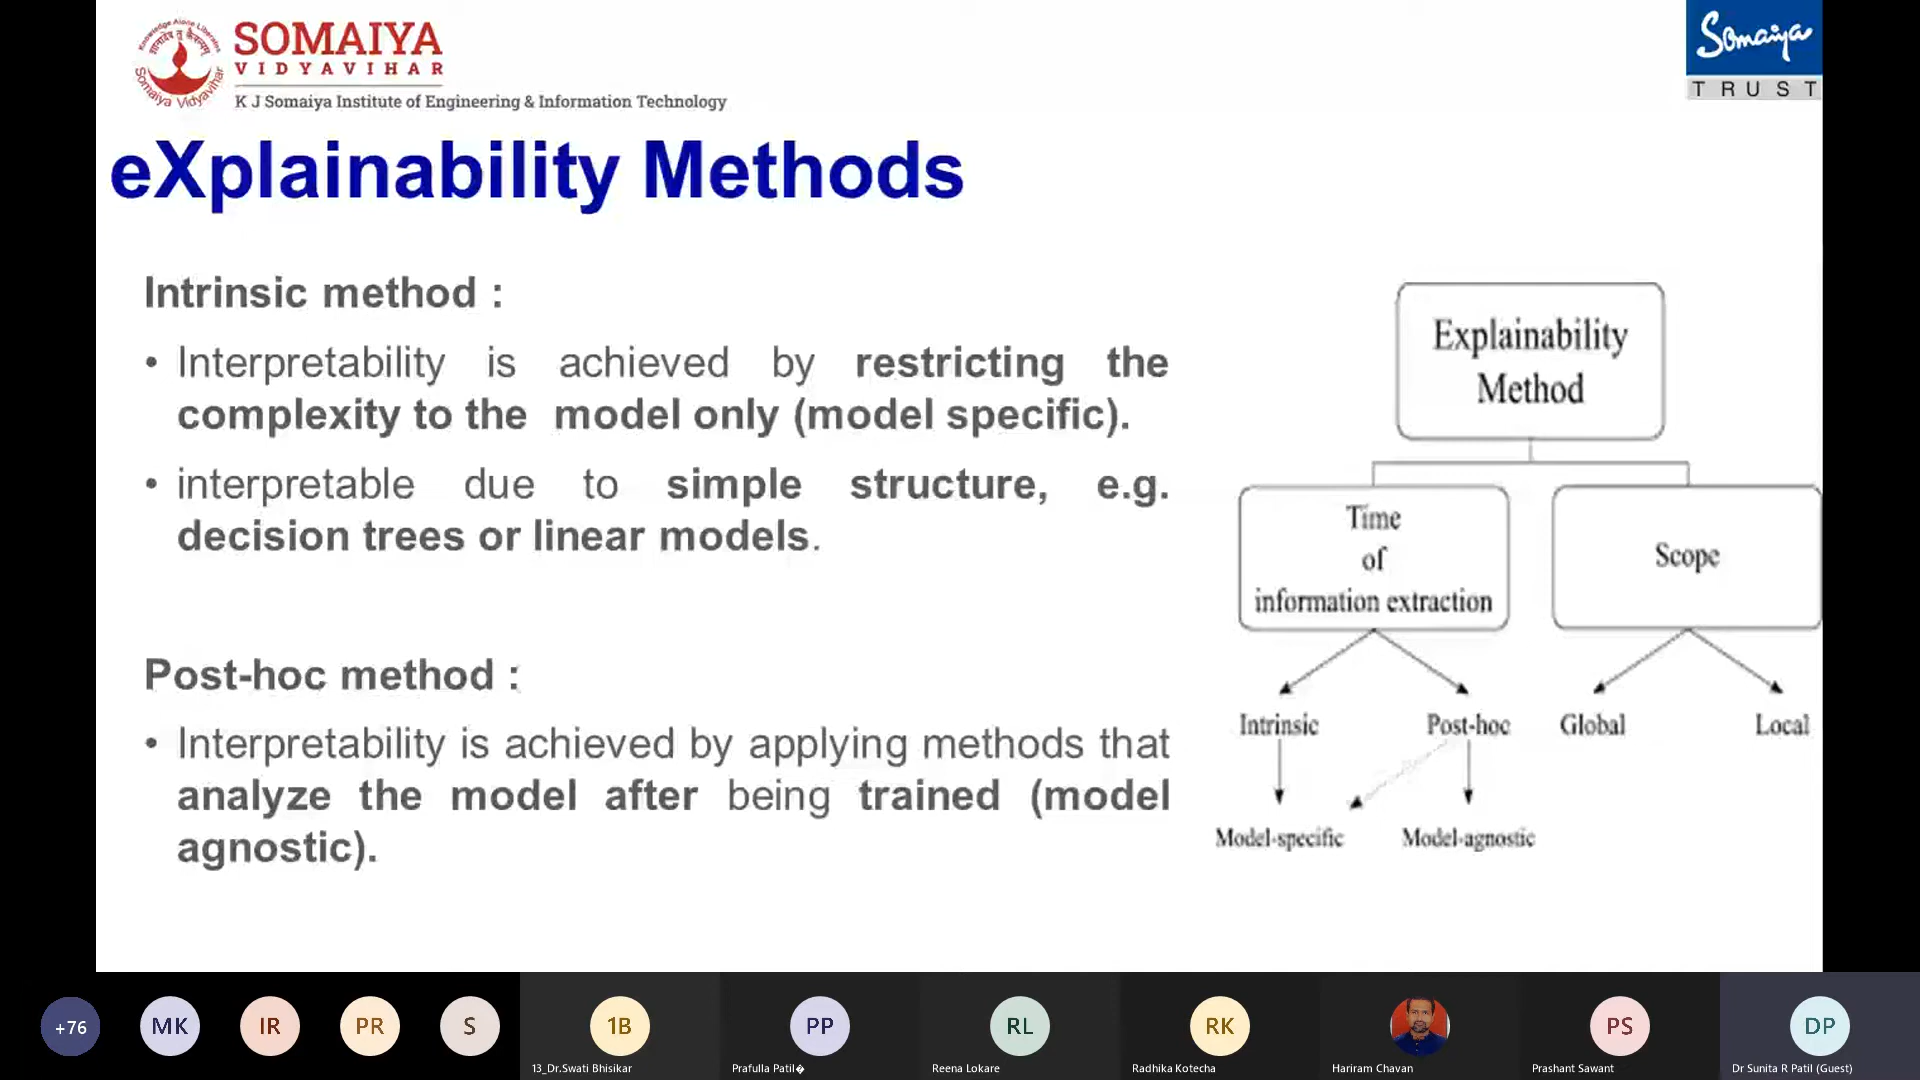 SOMAIYA
VIDYAVIHAR
K J Somaiya Institute of Engineering & Information Technology
Somaiya Vidyavihar
Somaiya
TRUST
eXplainability Methods
Intrinsic method :
• Interpretability is achieved by restricting the
complexity to the model only (model specific).
• interpretable due to simple structure, e.g.
decision trees or linear models.
Post-hoc method :
• Interpretability is achieved by applying methods that
analyze the model after being trained (model
agnostic).
Explainability
Method
Time
of
information extraction
Scope
Intrinsic
Post-hoc
Global
Local
Model-specific
Model-agnostic
+76
MK
IR
PR
S
1B
13_Dr.Swati Bhisikar
PP
Prafulla Patil�
RL
Reena Lokare
RK
Radhika Kotecha
Hariram Chavan
PS
Prashant Sawant
DP
Dr Sunita R Patil (Guest)